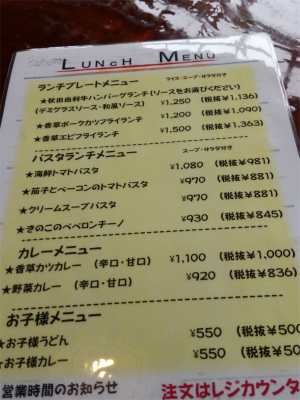 LUNCH MENU
ランチプレートメニュー ライス・スープ・サラダ付き
★秋田由利牛ハンバーグランチ(ソースをお選びください)
(デミグラスソース・和風ソース) ¥1,250 (税抜¥1,136)
★香草ポークカツフライランチ ¥1,200 (税抜¥1,090)
★香草エビフライランチ ¥1,500 (税抜¥1,363)
パスタランチメニュー スープ・サラダ付き
★海鮮トマトパスタ ¥1,080 (税抜¥981)
★茄子とベーコンのトマトパスタ ¥970 (税抜¥881)
★クリームスープパスタ ¥970 (税抜¥881)
★きのこのペペロンチーノ ¥930 (税抜¥845)
カレーメニュー
★香草カツカレー (辛口・甘口) ¥1,100 (税抜¥1,000)
★野菜カレー (辛口・甘口) ¥920 (税抜¥836)
お子様メニュー
★お子様うどん ¥550 (税抜¥500
★お子様カレー ¥550 (税抜¥50
営業時間のお知らせ 注文はレジカウンタ